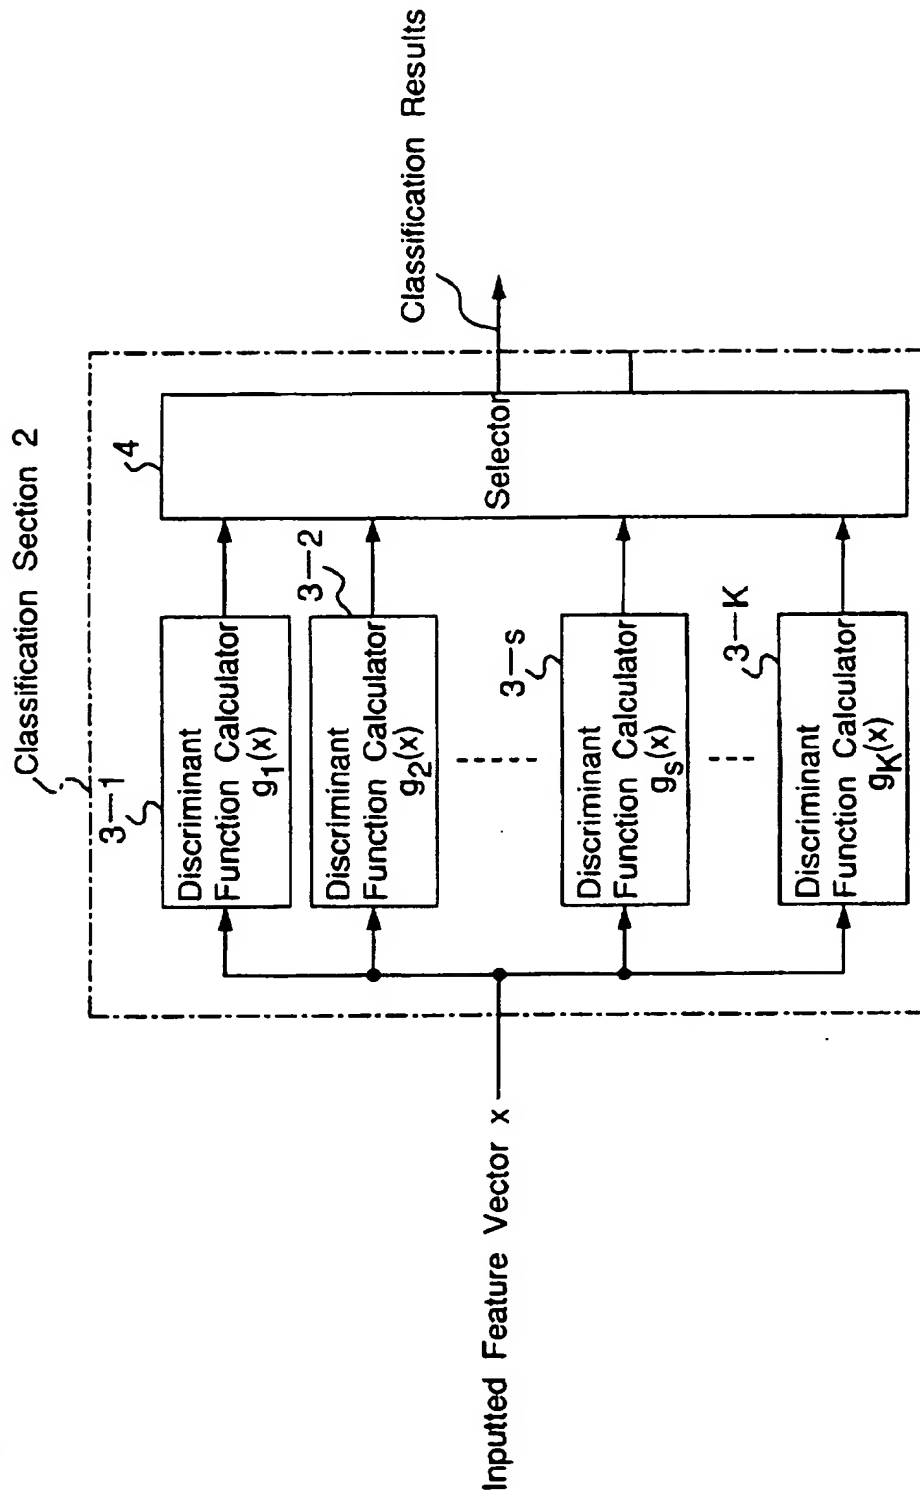 Classification Section 2
3—1
Discriminant
Function Calculator
g1(x)
3—2
Discriminant
Function Calculator
g2(x)
3—s
Discriminant
Function Calculator
gs(x)
3—K
Discriminant
Function Calculator
gK(x)
4
Selector
Inputted Feature Vector x
Classification Results